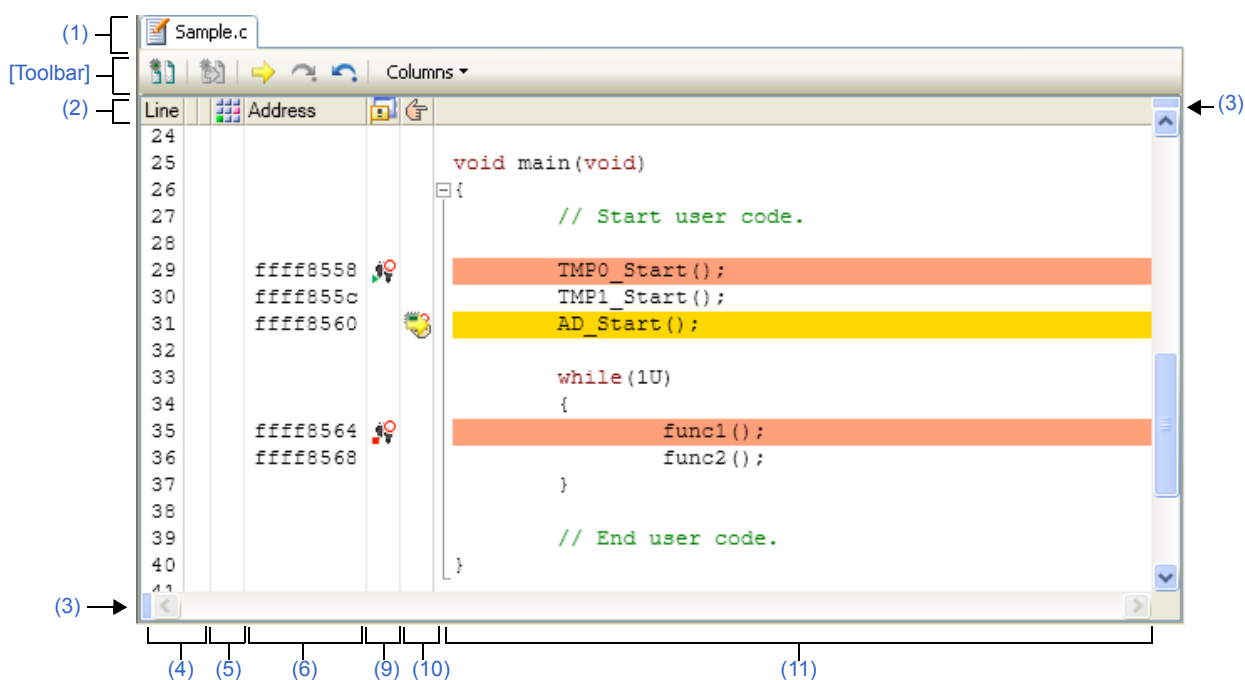 (1) Sample.c
[Toolbar] Columns
(2) Line Address (3)
24
25 void main(void)
26 {
27 // Start user code.
28
29 ffff8558 TMP0_Start();
30 ffff855c TMP1_Start();
31 ffff8560 AD_Start();
32
33 while(1U)
34 {
35 ffff8564 func1();
36 ffff8568 func2();
37 }
38
39 // End user code.
40 }
41
(3)
(4) (5) (6) (9) (10) (11)